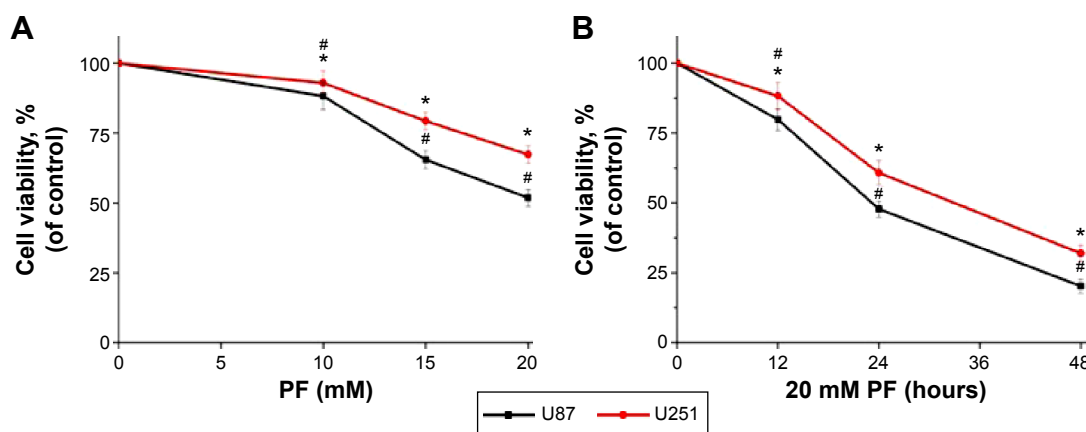 A
Cell viability, %
(of control)
100
75
50
25
0
#
*
*
#
*
#
0 5 10 15 20
PF (mM)
B
Cell viability, %
(of control)
100
75
50
25
0
#
*
*
#
*
#
0 12 24 36 48
20 mM PF (hours)
U87 U251